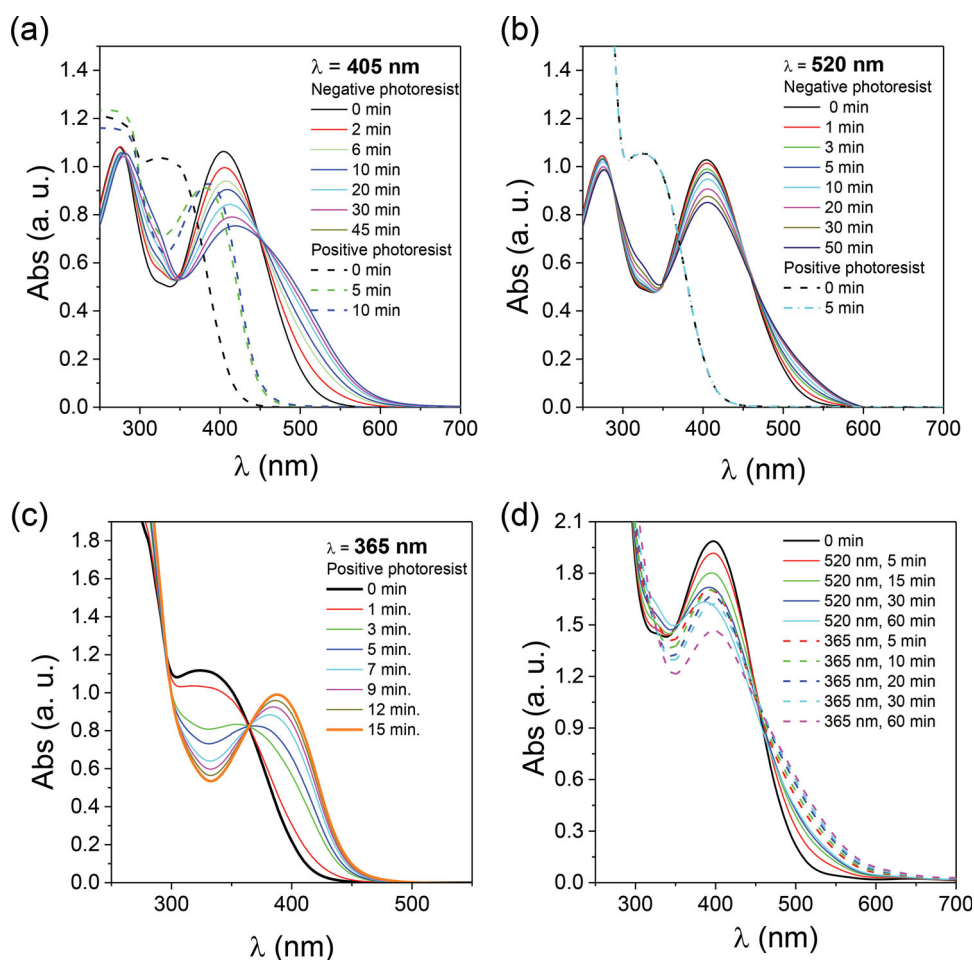 (a)
λ = 405 nm
Negative photoresist
0 min
2 min
6 min
10 min
20 min
30 min
45 min
Positive photoresist
0 min
5 min
10 min
1.4
1.2
1.0
0.8
0.6
0.4
0.2
0.0
Abs (a. u.)
300 400 500 600 700
λ (nm)
(b)
λ = 520 nm
Negative photoresist
0 min
1 min
3 min
5 min
10 min
20 min
30 min
50 min
Positive photoresist
0 min
5 min
1.4
1.2
1.0
0.8
0.6
0.4
0.2
0.0
Abs (a. u.)
300 400 500 600 700
λ (nm)
(c)
λ = 365 nm
Positive photoresist
0 min
1 min.
3 min.
5 min.
7 min.
9 min.
12 min.
15 min.
1.8
1.6
1.4
1.2
1.0
0.8
0.6
0.4
0.2
0.0
Abs (a. u.)
300 400 500
λ (nm)
(d)
0 min
520 nm, 5 min
520 nm, 15 min
520 nm, 30 min
520 nm, 60 min
365 nm, 5 min
365 nm, 10 min
365 nm, 20 min
365 nm, 30 min
365 nm, 60 min
2.1
1.8
1.5
1.2
0.9
0.6
0.3
0.0
Abs (a. u.)
300 400 500 600 700
λ (nm)